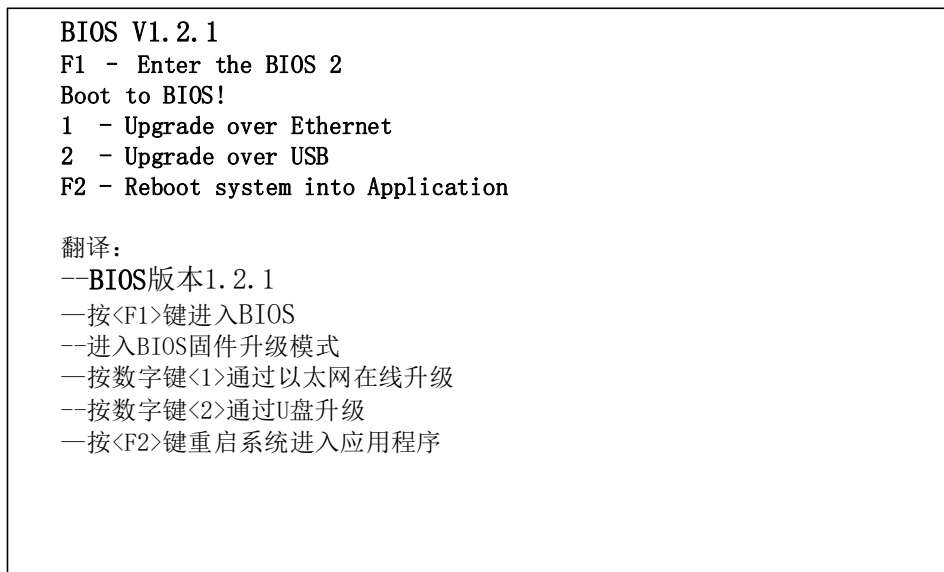 BIOS V1.2.1
F1 - Enter the BIOS 2
Boot to BIOS!
1 - Upgrade over Ethernet
2 - Upgrade over USB
F2 - Reboot system into Application
翻译：
--BIOS版本1.2.1
—按<F1>键进入BIOS
--进入BIOS固件升级模式
—按数字键<1>通过以太网在线升级
--按数字键<2>通过U盘升级
—按<F2>键重启系统进入应用程序